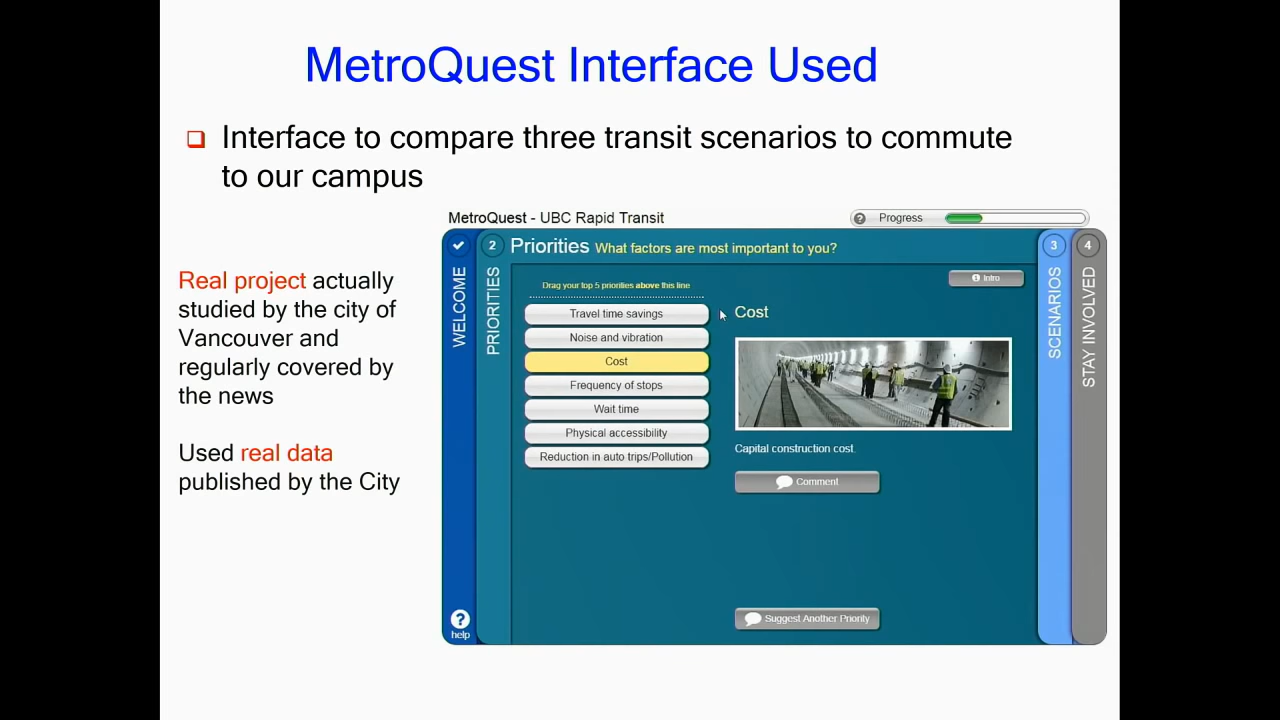 MetroQuest Interface Used
Interface to compare three transit scenarios to commute
to our campus
Real project actually
studied by the city of
Vancouver and
regularly covered by
the news
Used real data
published by the City
MetroQuest - UBC Rapid Transit
? Progress
WELCOME
? help
2 PRIORITIES
Priorities What factors are most important to you?
Intro
Drag your top 5 priorities above this line
Travel time savings
Noise and vibration
Cost
Frequency of stops
Wait time
Physical accessibility
Reduction in auto trips/Pollution
Cost
Capital construction cost.
Comment
Suggest Another Priority
3 SCENARIOS
4 STAY INVOLVED